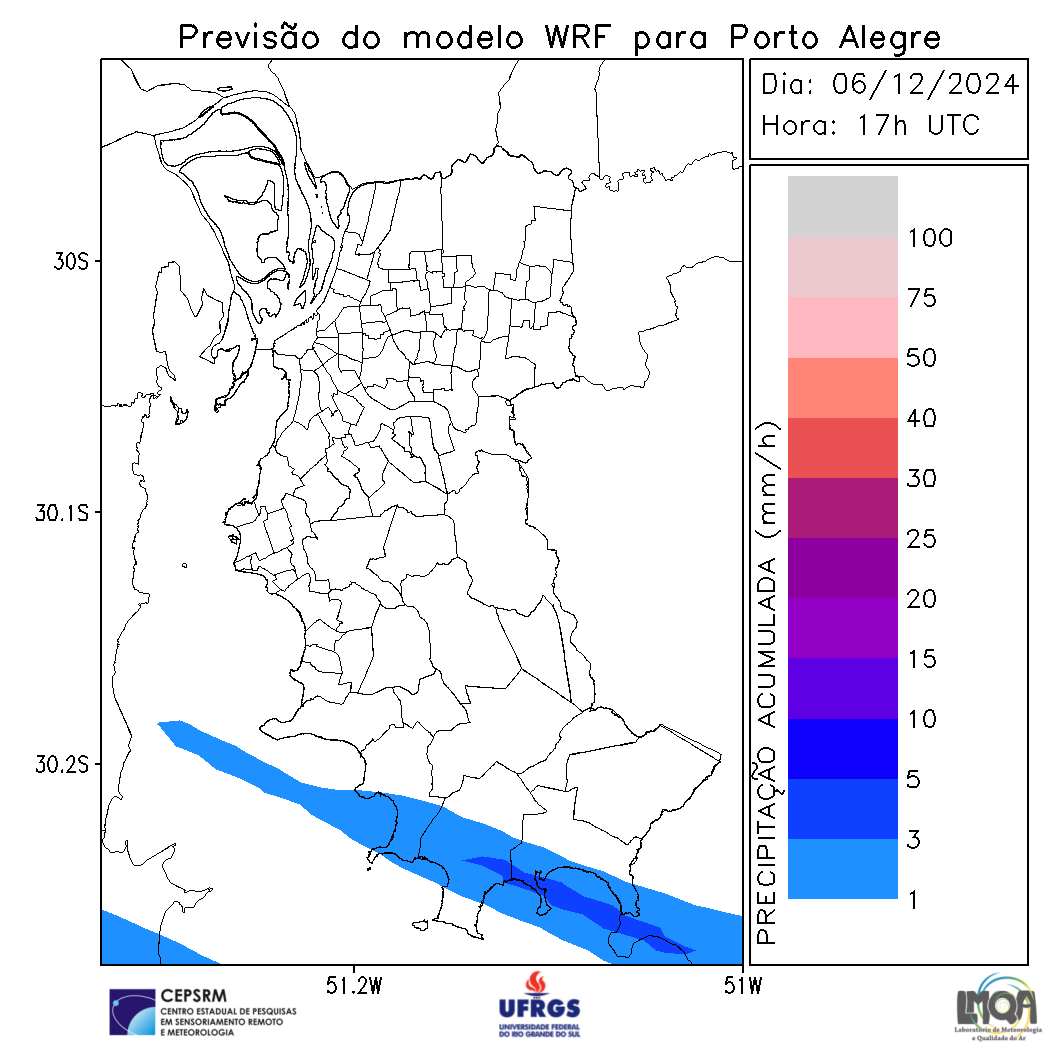 Previsão do modelo WRF para Porto Alegre
Dia: 06/12/2024
Hora: 17h UTC
30S
30.1S
30.2S
51.2W
51W
PRECIPITAÇÃO ACUMULADA (mm/h)
100
75
50
40
30
25
20
15
10
5
3
1
CEPSRM
CENTRO ESTADUAL DE PESQUISAS
EM SENSORIAMENTO REMOTO
E METEOROLOGIA
UFRGS
UNIVERSIDADE FEDERAL
DO RIO GRANDE DO SUL
LMQA
Laboratório de Meteorologia
e Qualidade do Ar